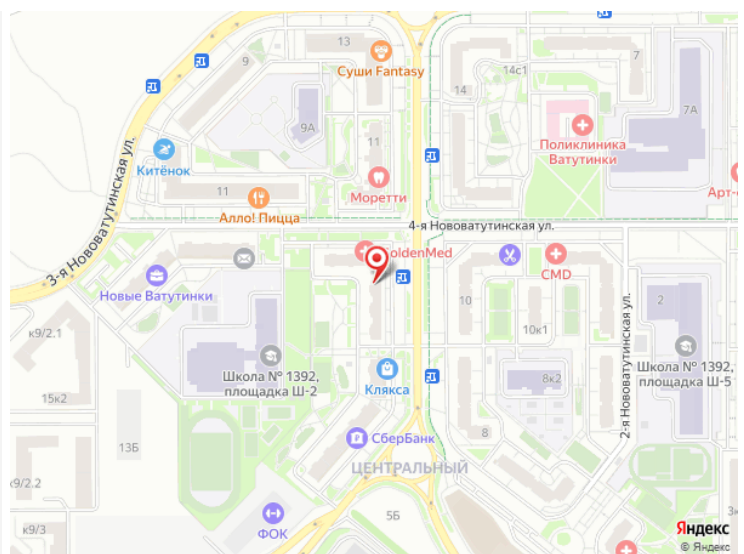 13
Суши Fantasy
9
14с1
7
14
7А
9А
11
Поликлиника
Ватутинки
Китёнок
Моретти
11
Алло! Пицца
Арт-
4-я Нововатутинская ул.
3-я Нововатутинская ул.
GoldenMed
CMD
Новые Ватутинки
10
2
к9/2.1
10к1
2-я Нововатутинская ул.
Школа № 1392,
площадка Ш-2
Клякса
8к2
Школа № 1392,
площадка Ш-5
15к2
13Б
СберБанк
8
ЦЕНТРАЛЬНЫЙ
к9/2.2
ФОК
5Б
к9/3
3к
Яндекс
© Яндекс